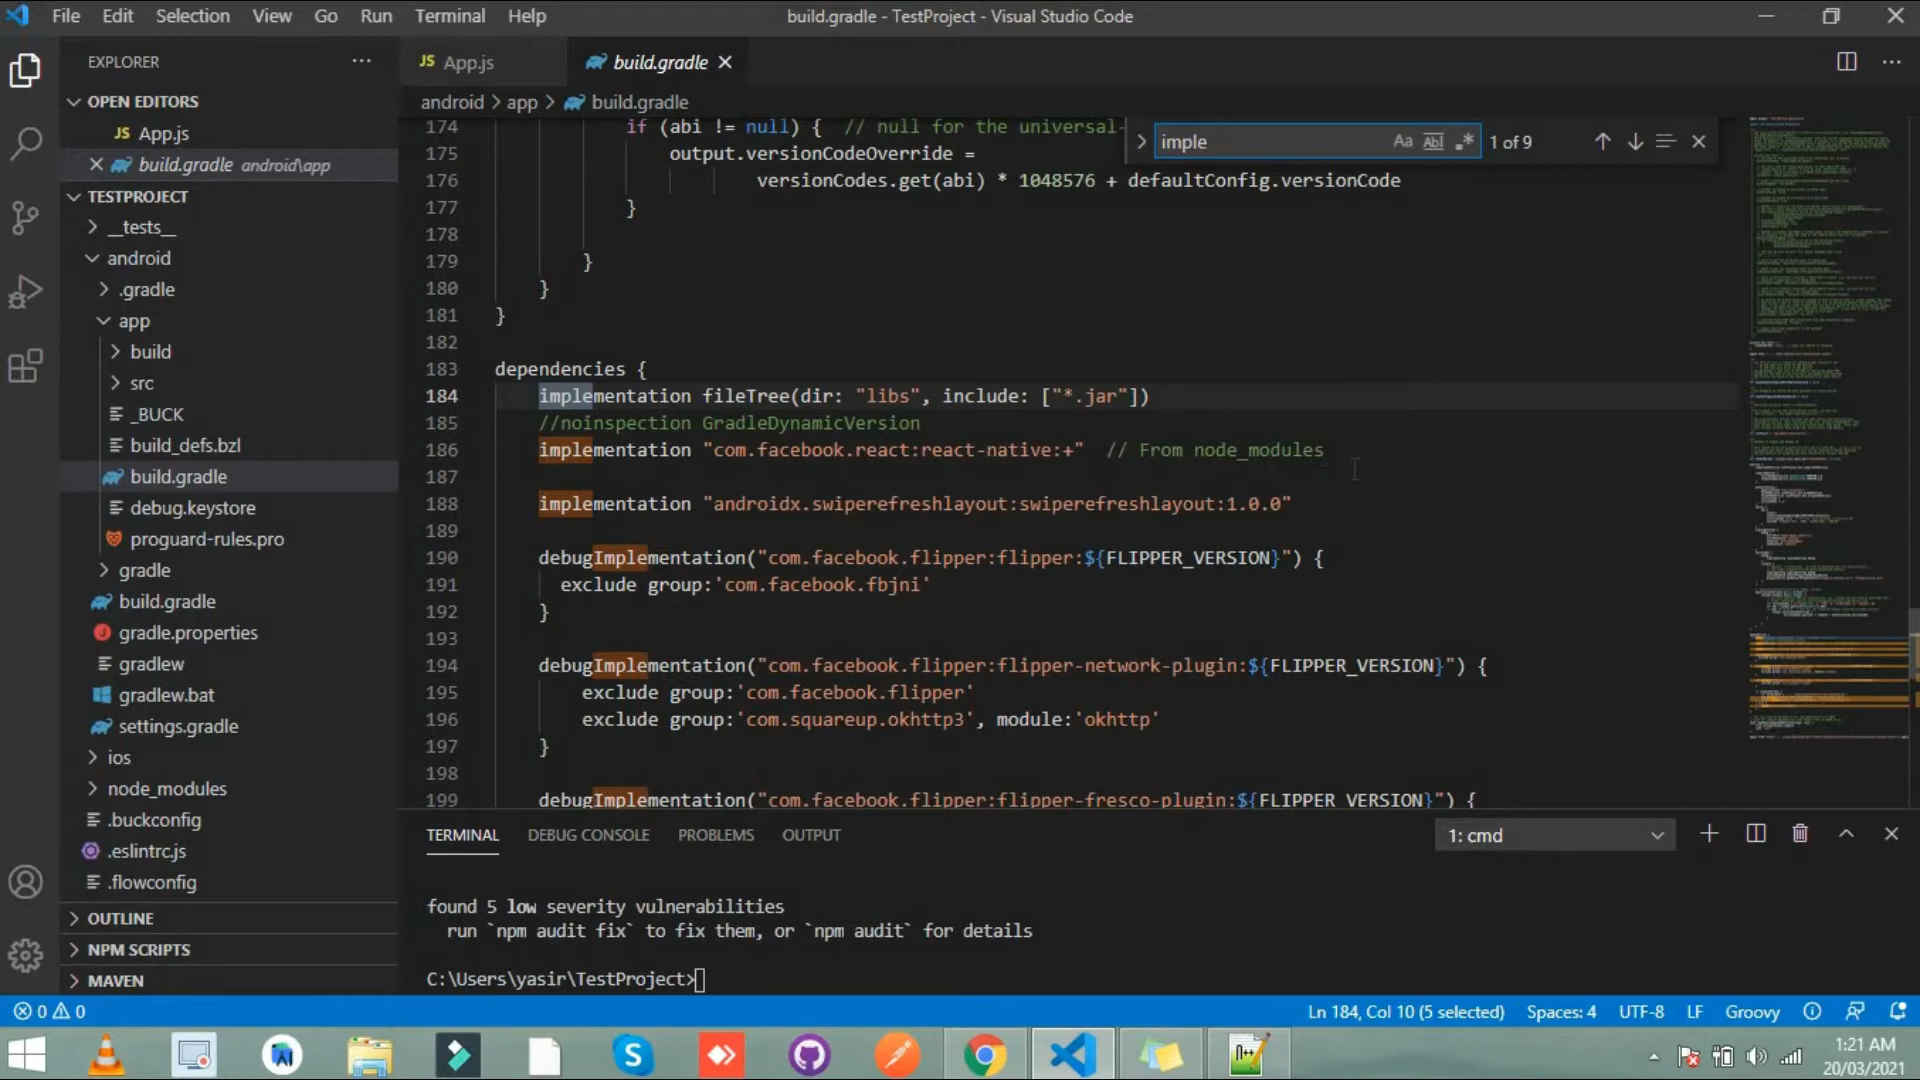 File Edit Selection View Go Run Terminal Help
build.gradle - TestProject - Visual Studio Code
EXPLORER
OPEN EDITORS
JS App.js
build.gradle android\app
TESTPROJECT
__tests__
android
.gradle
app
build
src
_BUCK
build_defs.bzl
build.gradle
debug.keystore
proguard-rules.pro
gradle
build.gradle
gradle.properties
gradlew
gradlew.bat
settings.gradle
ios
node_modules
.buckconfig
.eslintrc.js
.flowconfig
OUTLINE
NPM SCRIPTS
MAVEN
JS App.js
build.gradle
android > app > build.gradle
imple
Aa Abl .* 1 of 9
174 if (abi != null) { // null for the universal-
175 output.versionCodeOverride =
176 versionCodes.get(abi) * 1048576 + defaultConfig.versionCode
177 }
178
179 }
180 }
181 }
182
183 dependencies {
184 implementation fileTree(dir: "libs", include: ["*.jar"])
185 //noinspection GradleDynamicVersion
186 implementation "com.facebook.react:react-native:+" // From node_modules
187
188 implementation "androidx.swiperefreshlayout:swiperefreshlayout:1.0.0"
189
190 debugImplementation("com.facebook.flipper:flipper:${FLIPPER_VERSION}") {
191 exclude group:'com.facebook.fbjni'
192 }
193
194 debugImplementation("com.facebook.flipper:flipper-network-plugin:${FLIPPER_VERSION}") {
195 exclude group:'com.facebook.flipper'
196 exclude group:'com.squareup.okhttp3', module:'okhttp'
197 }
198
199 debugImplementation("com.facebook.flipper:flipper-fresco-plugin:${FLIPPER_VERSION}") {
TERMINAL DEBUG CONSOLE PROBLEMS OUTPUT
1: cmd
found 5 low severity vulnerabilities
run `npm audit fix` to fix them, or `npm audit` for details
C:\Users\yasir\TestProject>
0 0
Ln 184, Col 10 (5 selected) Spaces: 4 UTF-8 LF Groovy
1:21 AM
20/03/2021